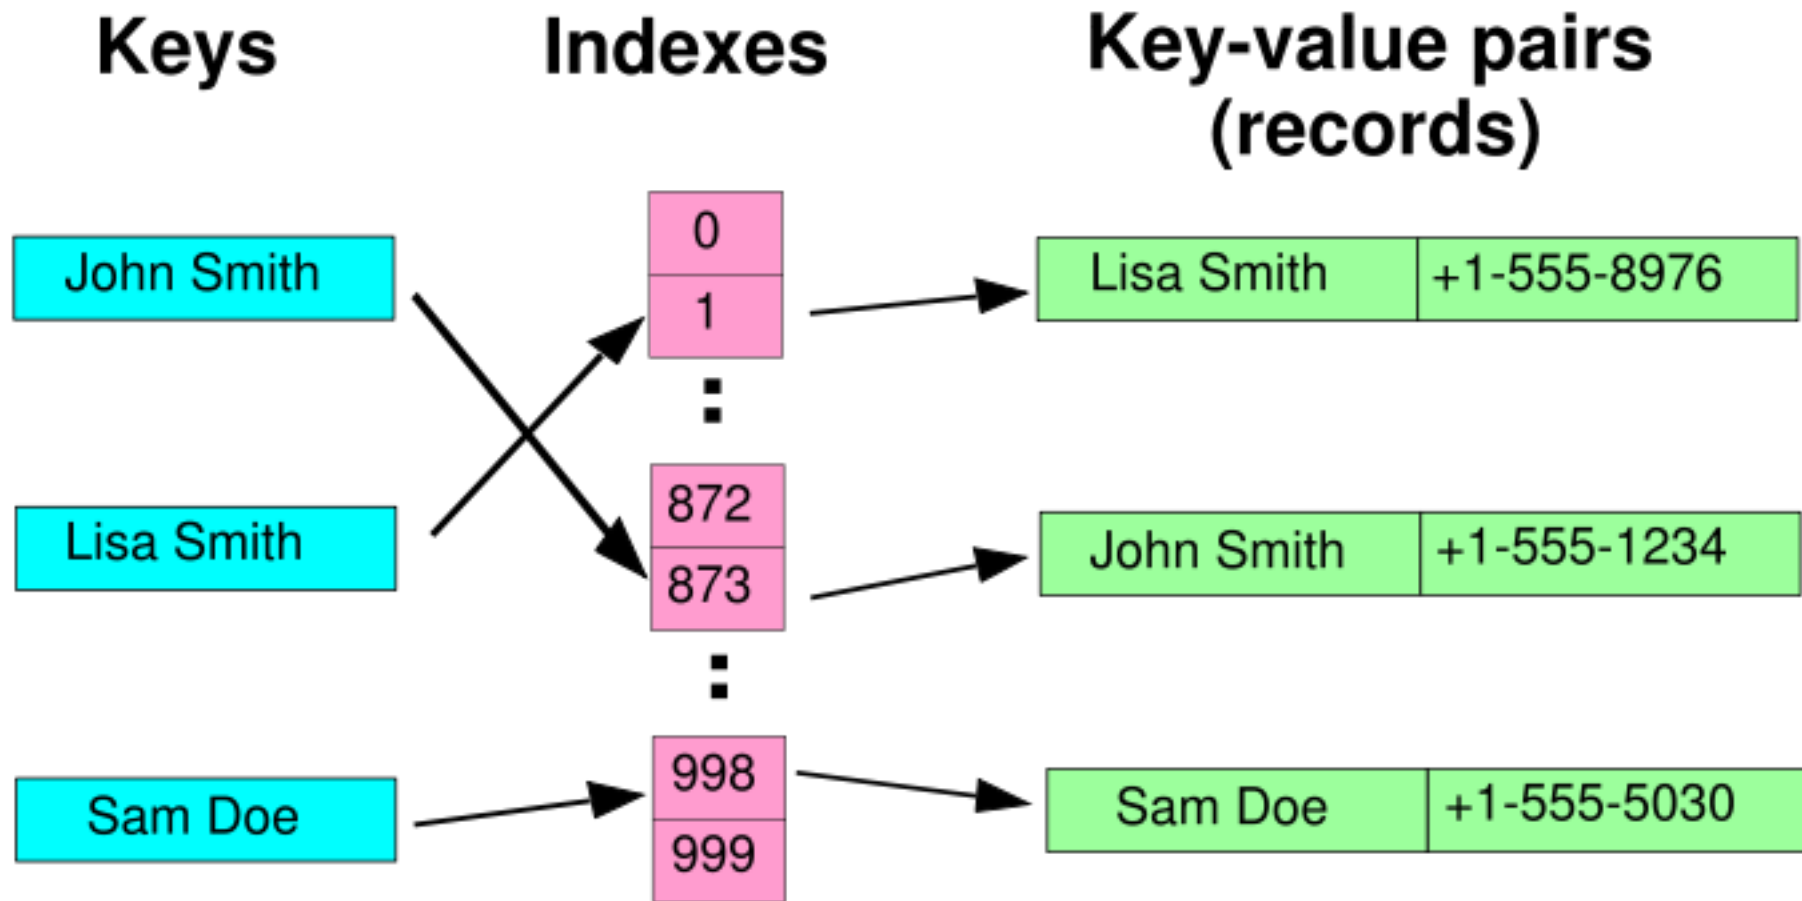 Keys
Indexes
Key-value pairs
(records)
John Smith
Lisa Smith
Sam Doe
0
1
:
872
873
:
998
999
Lisa Smith +1-555-8976
John Smith +1-555-1234
Sam Doe +1-555-5030